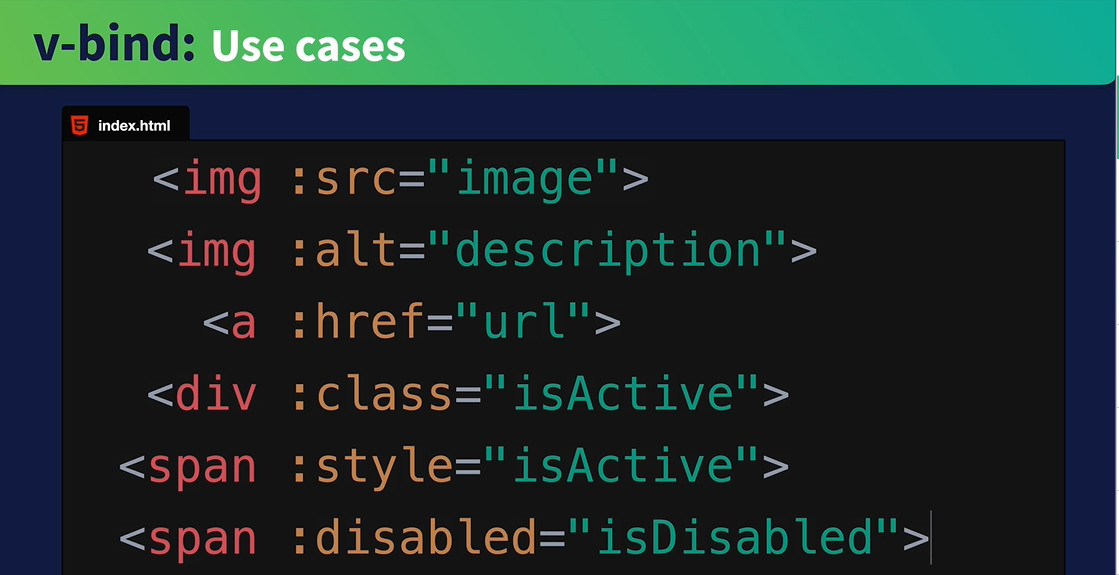 v-bind: Use cases
index.html
<img :src="image">
<img :alt="description">
<a :href="url">
<div :class="isActive">
<span :style="isActive">
<span :disabled="isDisabled">